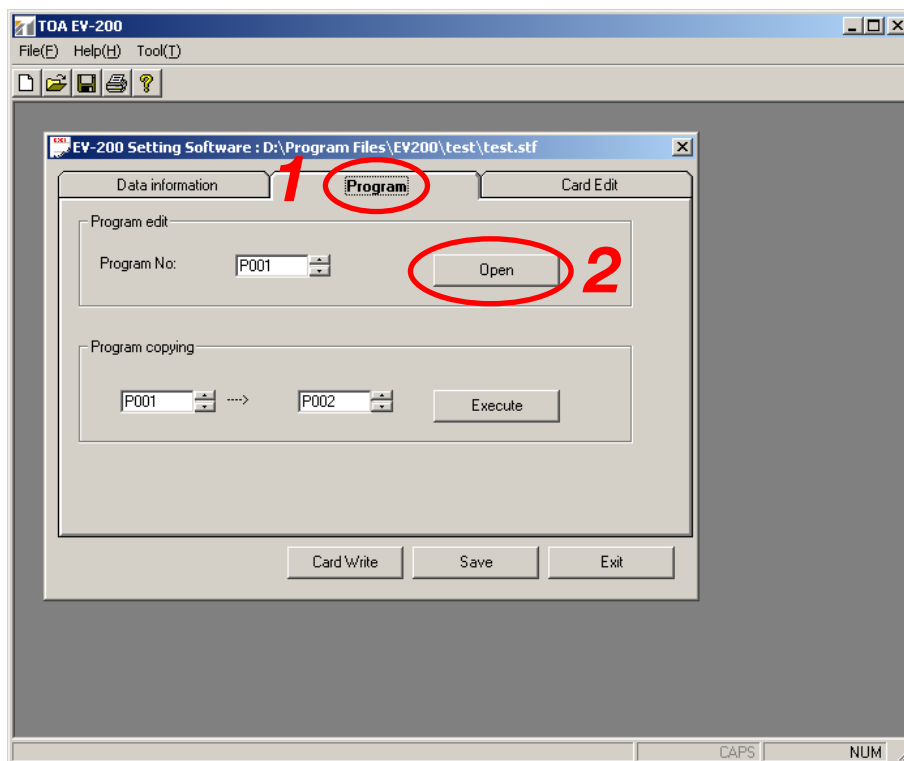 TOA EV-200
File(F) Help(H) Tool(T)
EV-200 Setting Software : D:\Program Files\EV200\test\test.stf
Data information 1 Program Card Edit
Program edit
Program No: P001 Open 2
Program copying
P001 ----> P002 Execute
Card Write Save Exit
CAPS NUM